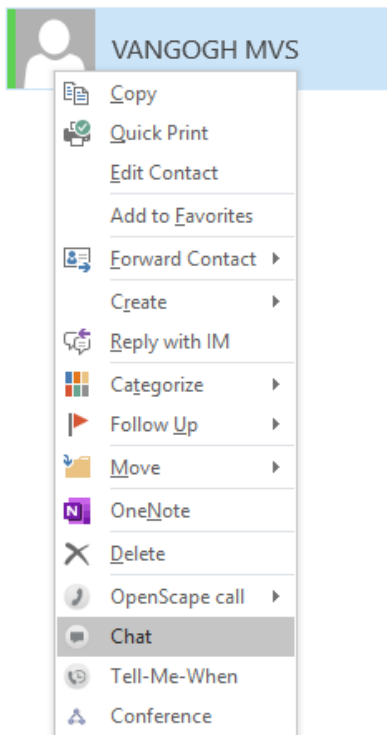 VANGOGH MVS
Copy
Quick Print
Edit Contact
Add to Favorites
Forward Contact
Create
Reply with IM
Categorize
Follow Up
Move
N
OneNote
Delete
OpenScape call
Chat
Tell-Me-When
Conference